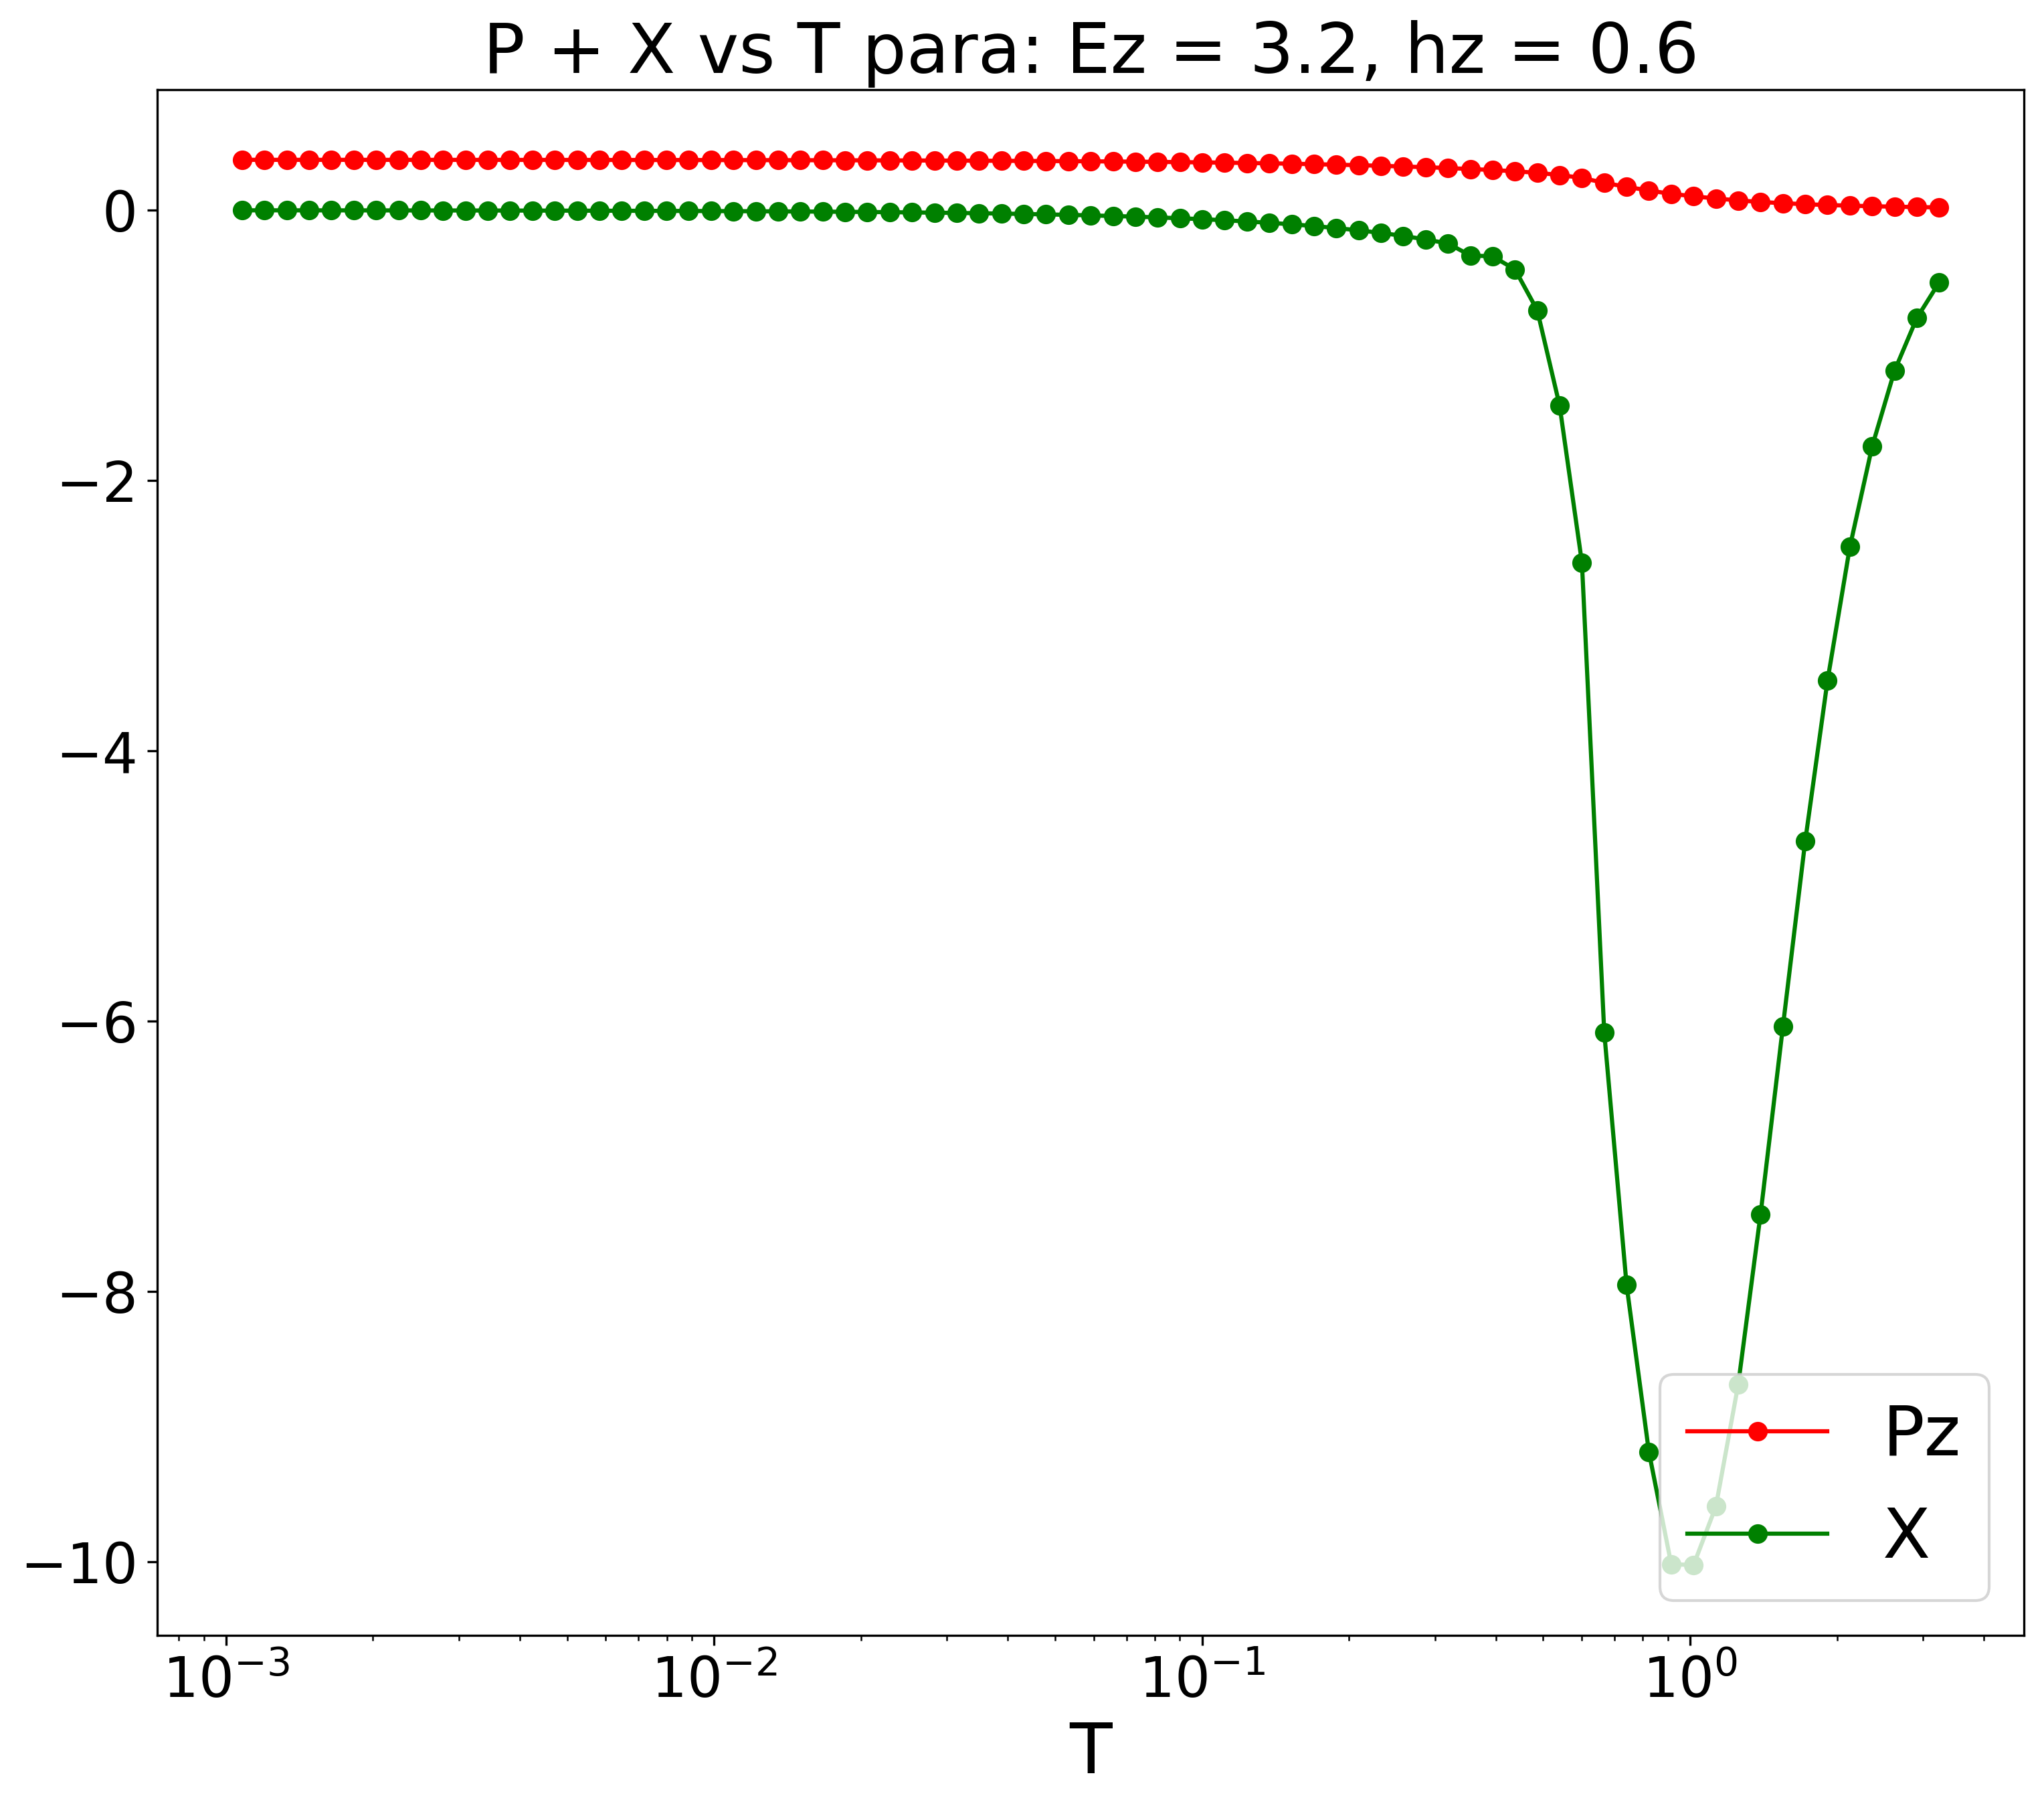 P + X vs T para: Ez = 3.2, hz = 0.6
0
−2
−4
−6
−8
−10
Pz
X
10⁻³ 10⁻² 10⁻¹ 10⁰
T